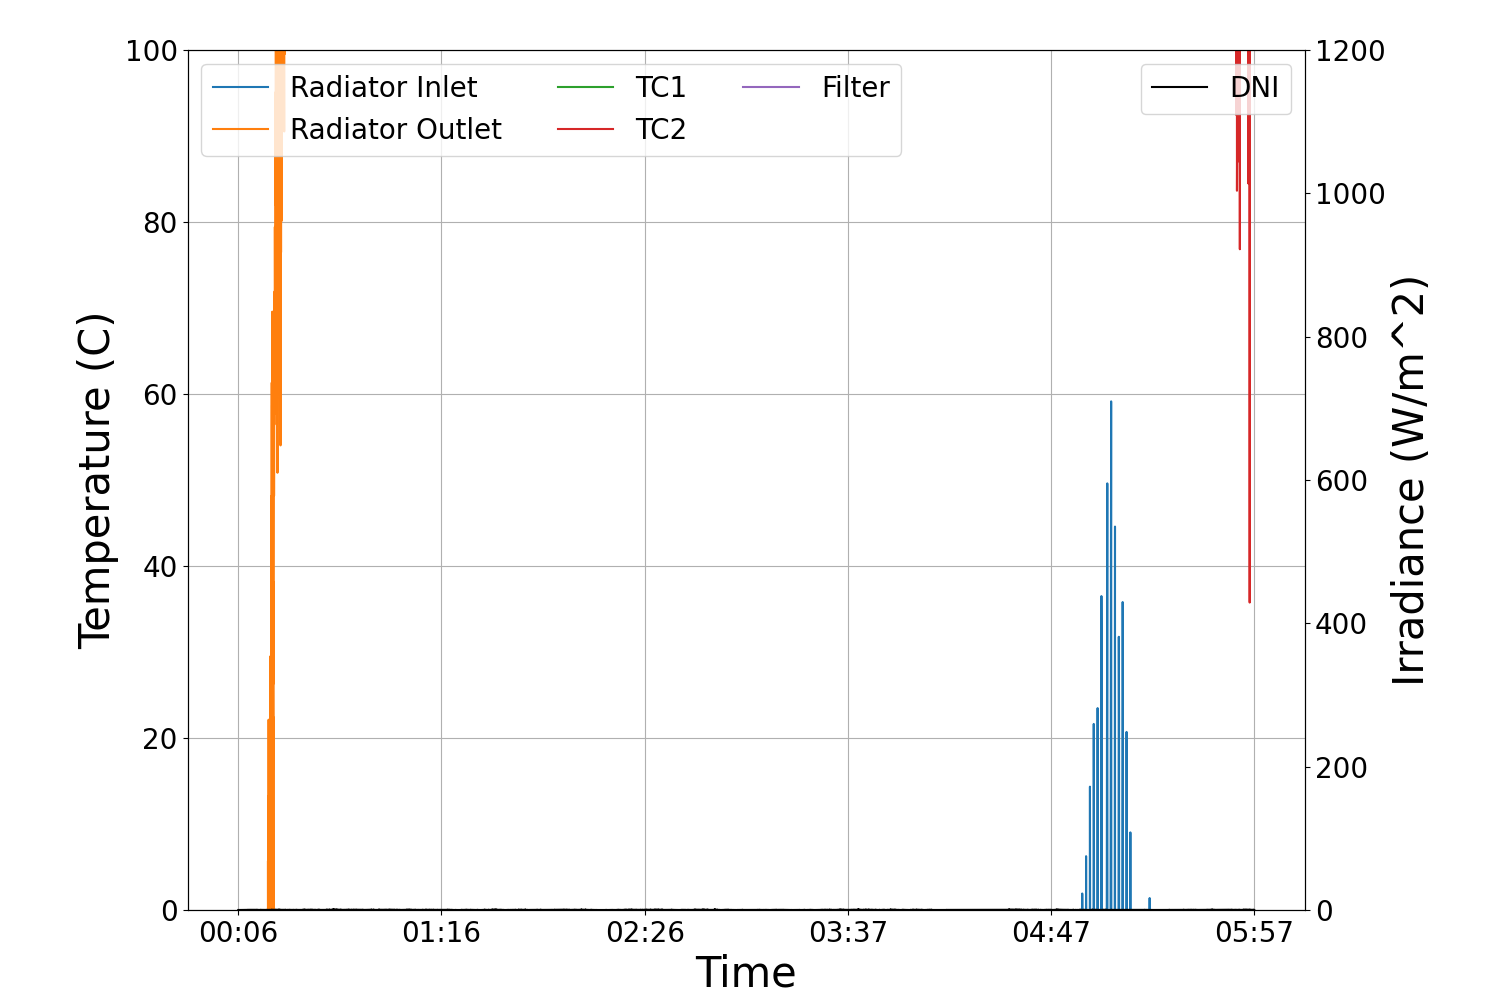 100
80
60
40
20
0
Temperature (C)
Radiator Inlet
Radiator Outlet
TC1
TC2
Filter
DNI
1200
1000
800
600
400
200
0
Irradiance (W/m^2)
00:06 01:16 02:26 03:37 04:47 05:57
Time